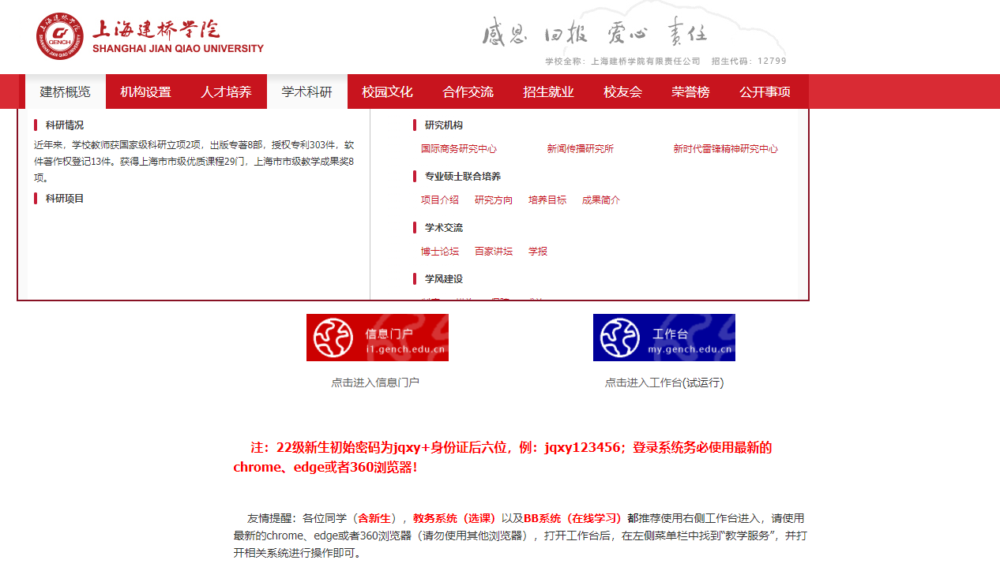 上海建桥学院
SHANGHAI JIAN QIAO UNIVERSITY
上海建桥学院
GENCH
SHANGHAI JIAN QIAO UNIVERSITY
感恩 回报 爱心 责任
学校全称：上海建桥学院有限责任公司 招生代码：12799
建桥概览 机构设置 人才培养 学术科研 校园文化 合作交流 招生就业 校友会 荣誉榜 公开事项
科研情况
近年来，学校教师获国家级科研立项2项，出版专著8部，授权专利303件，软
件著作权登记13件。获得上海市市级优质课程29门，上海市市级教学成果奖8
项。
科研项目
研究机构
国际商务研究中心 新闻传播研究所 新时代雷锋精神研究中心
专业硕士联合培养
项目介绍 研究方向 培养目标 成果简介
学术交流
博士论坛 百家讲坛 学报
学风建设
信息门户
i1.gench.edu.cn
工作台
my.gench.edu.cn
点击进入信息门户
点击进入工作台(试运行)
注：22级新生初始密码为jqxy+身份证后六位，例：jqxy123456；登录系统务必使用最新的
chrome、edge或者360浏览器！
友情提醒：各位同学（含新生），教务系统（选课）以及BB系统（在线学习）都推荐使用右侧工作台进入，请使用
最新的chrome、edge或者360浏览器（请勿使用其他浏览器），打开工作台后，在左侧菜单栏中找到“教学服务”，并打
开相关系统进行操作即可。